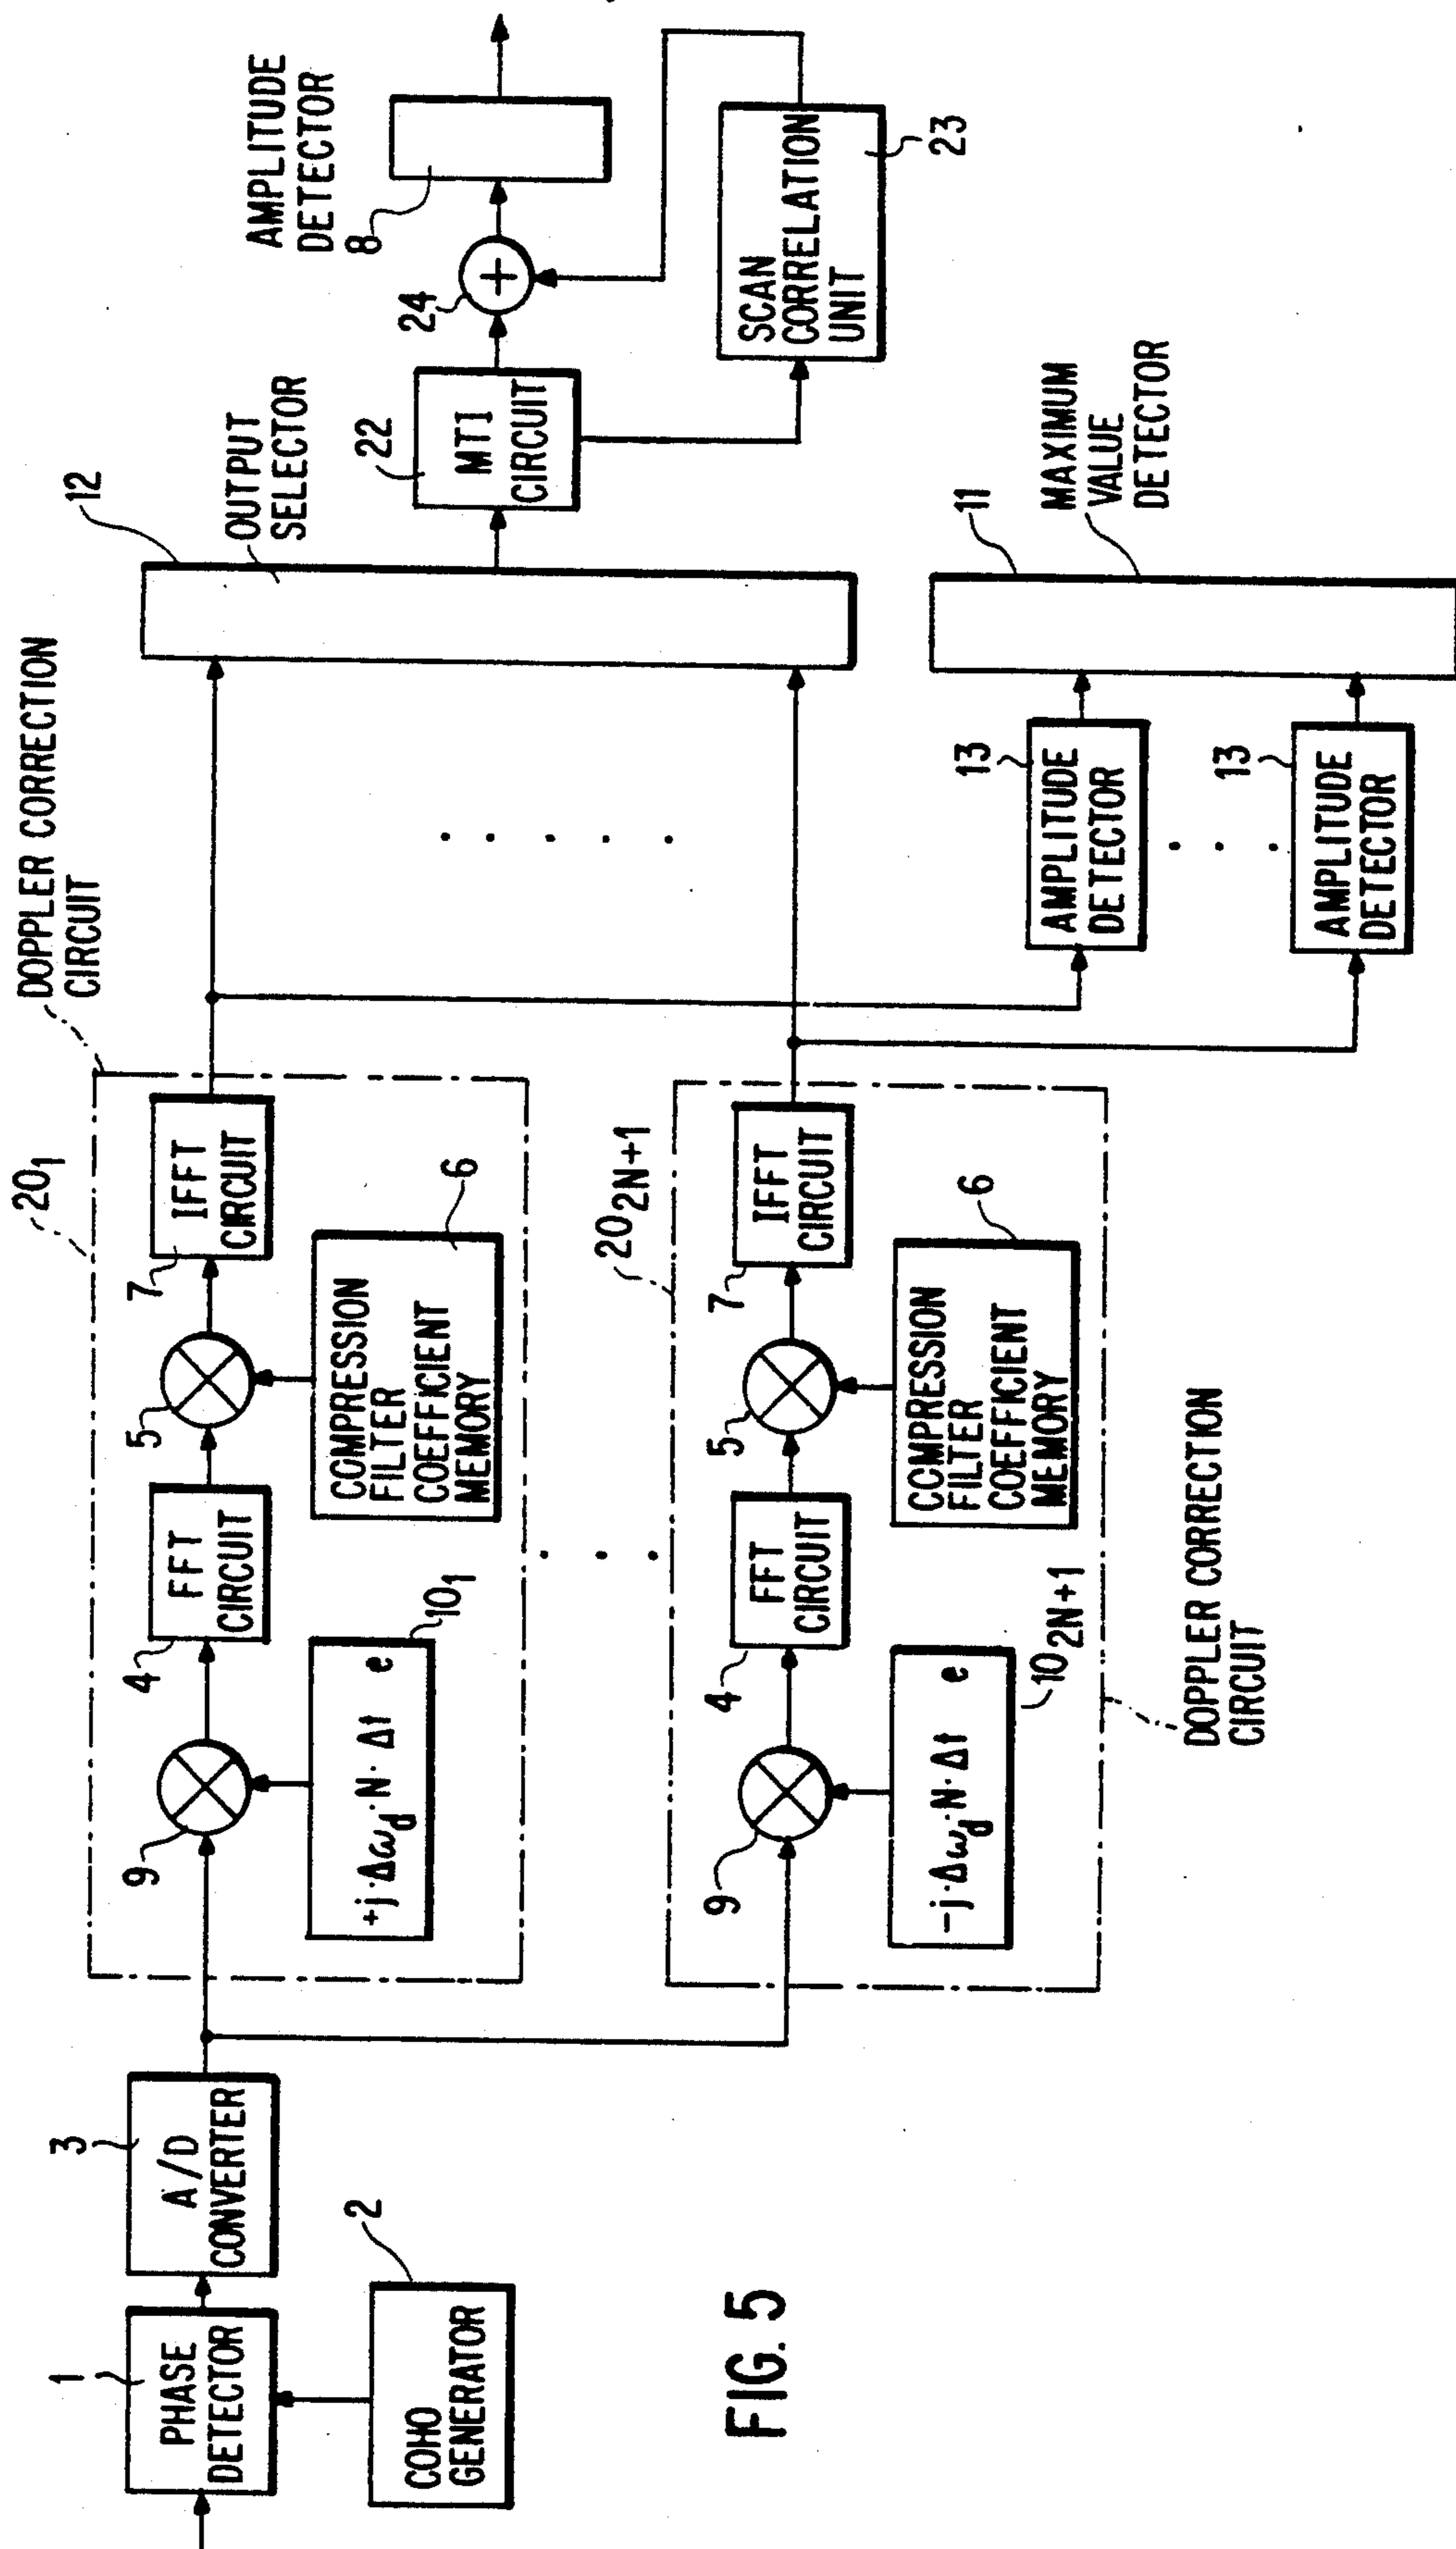 1
PHASE
DETECTOR
2
COHO
GENERATOR
3
A/D
CONVERTER
20₁
DOPPLER CORRECTION
CIRCUIT
9
+j·Δω_d·N·Δt e
10₁
4
FFT
CIRCUIT
5
COMPRESSION
FILTER
COEFFICIENT
MEMORY
6
7
IFFT
CIRCUIT
20₂N+1
9
−j·Δω_d·N·Δt e
10₂N+1
4
FFT
CIRCUIT
5
COMPRESSION
FILTER
COEFFICIENT
MEMORY
6
7
IFFT
CIRCUIT
DOPPLER CORRECTION
CIRCUIT
12
OUTPUT
SELECTOR
22
MTI
CIRCUIT
24
+
AMPLITUDE
DETECTOR
8
SCAN
CORRELATION
UNIT
23
13
AMPLITUDE
DETECTOR
13
AMPLITUDE
DETECTOR
11
MAXIMUM
VALUE
DETECTOR
FIG. 5